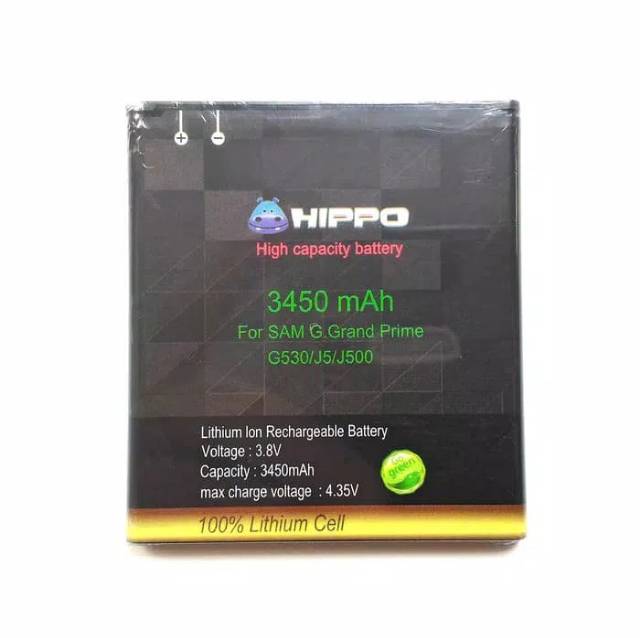 + -
HIPPO
High capacity battery
3450 mAh
For SAM G.Grand Prime
G530/J5/J500
Lithium Ion Rechargeable Battery
Voltage : 3.8V
Capacity : 3450mAh
max charge voltage : 4.35V
Go
green
100% Lithium Cell